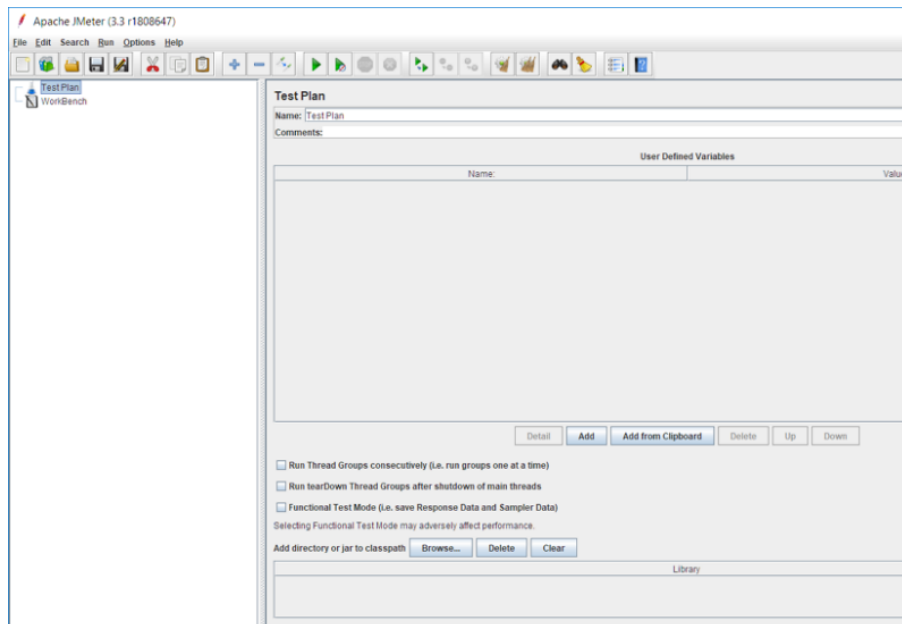 Apache JMeter (3.3 r1808647)
File Edit Search Run Options Help
Test Plan
WorkBench
Test Plan
Name: Test Plan
Comments:
User Defined Variables
Name: Value
Detail Add Add from Clipboard Delete Up Down
Run Thread Groups consecutively (i.e. run groups one at a time)
Run tearDown Thread Groups after shutdown of main threads
Functional Test Mode (i.e. save Response Data and Sampler Data)
Selecting Functional Test Mode may adversely affect performance.
Add directory or jar to classpath Browse... Delete Clear
Library